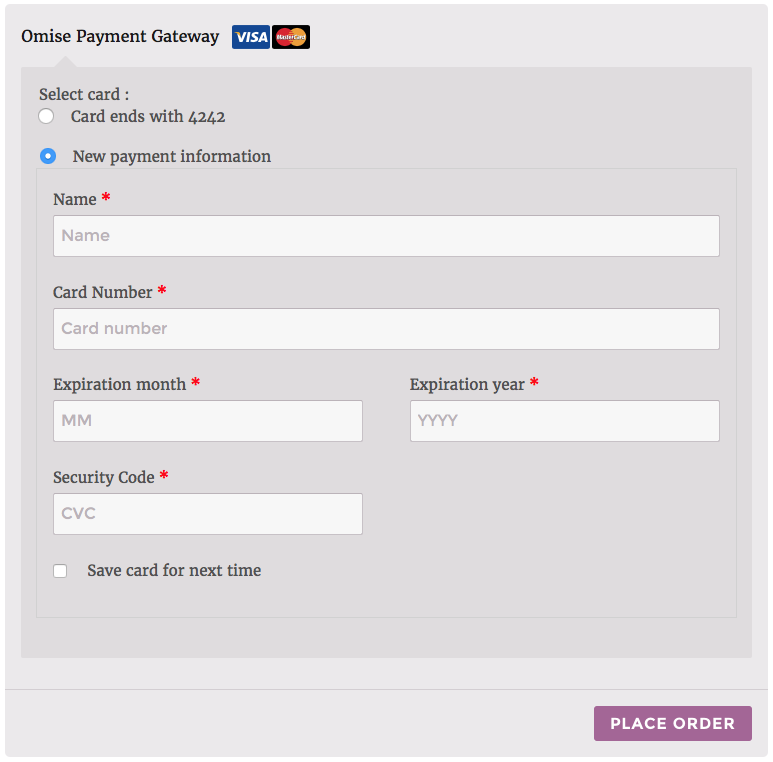 Omise Payment Gateway VISA MasterCard
Select card :
Card ends with 4242
New payment information
Name *
Name
Card Number *
Card number
Expiration month * Expiration year *
MM YYYY
Security Code *
CVC
Save card for next time
PLACE ORDER